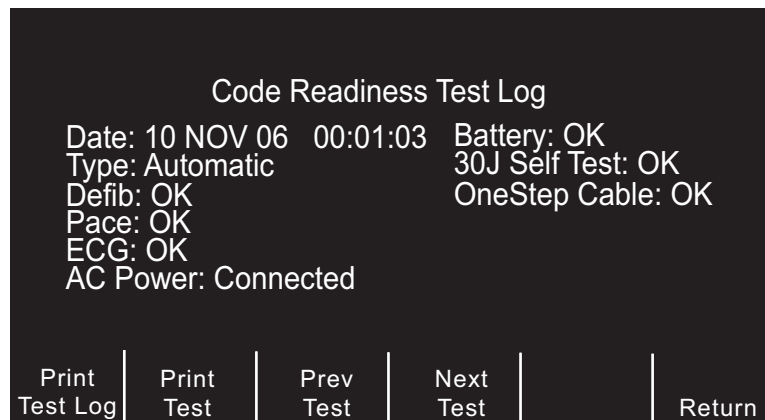 Code Readiness Test Log
Date: 10 NOV 06 00:01:03
Type: Automatic
Defib: OK
Pace: OK
ECG: OK
AC Power: Connected
Battery: OK
30J Self Test: OK
OneStep Cable: OK
Print
Test Log
Print
Test
Prev
Test
Next
Test
Return